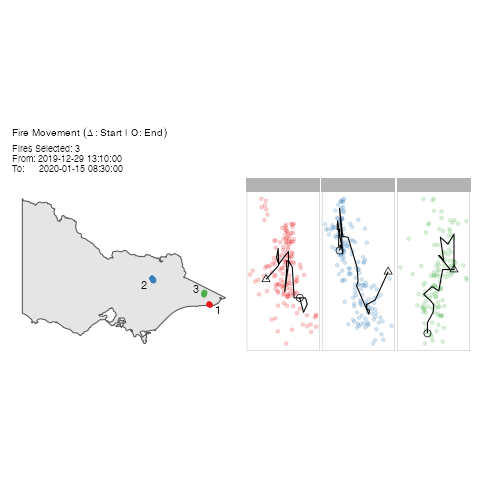 Fire Movement (Δ: Start | O: End)
Fires Selected: 3
From: 2019-12-29 13:10:00
To: 2020-01-15 08:30:00
2
3
1